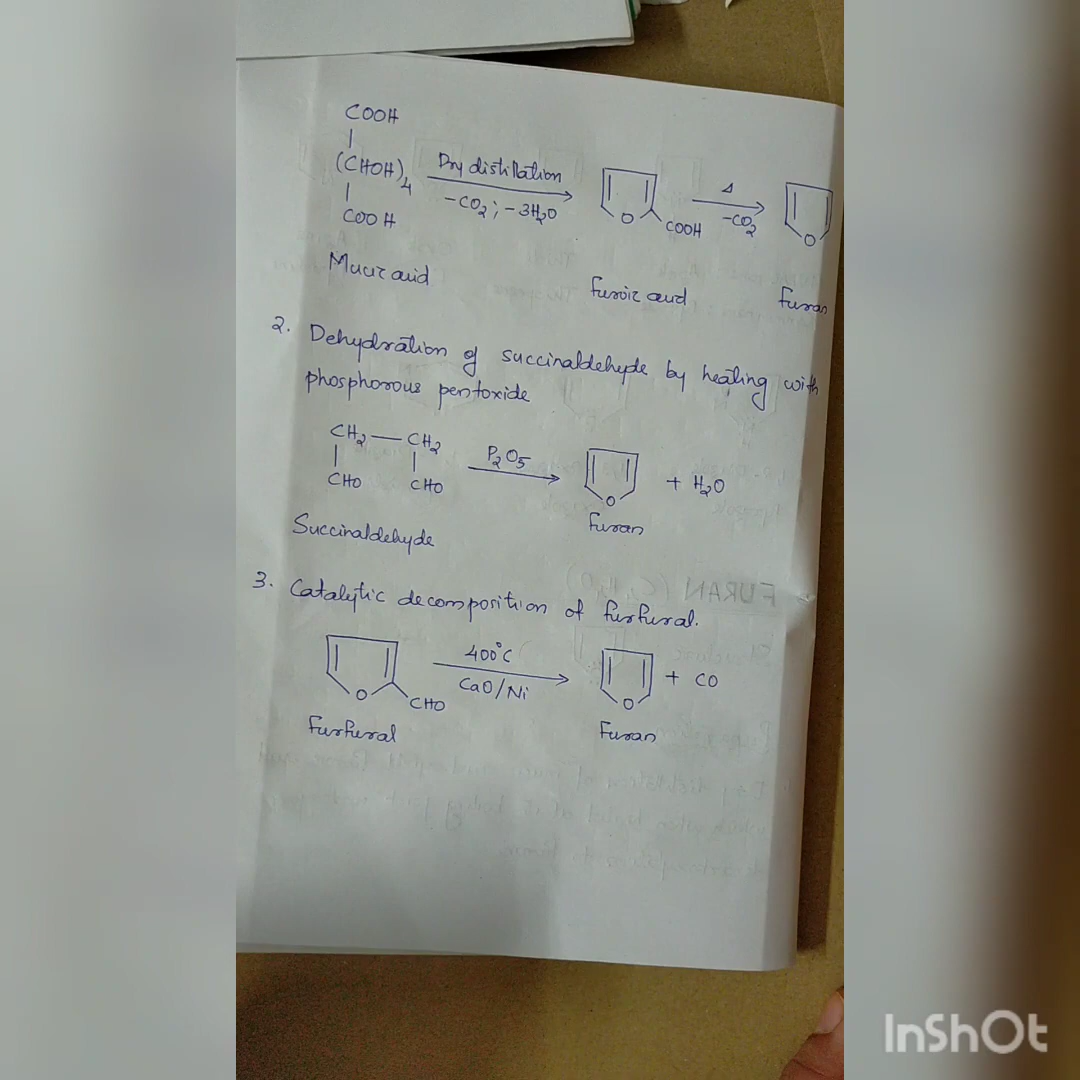 COOH
(CHOH)4
COOH
Dry distillation
-CO2; -3H2O
O
COOH
Δ
-CO2
O
Mucic acid
Furoic acid
Furan
2. Dehydration of succinaldehyde by heating with
phosphorous pentoxide
CH2 — CH2
CHO CHO
P2O5
O
+ H2O
Furan
Succinaldehyde
3. Catalytic decomposition of furfural.
O
CHO
400°C
CaO/Ni
O
+ CO
Furfural
Furan
InShOt